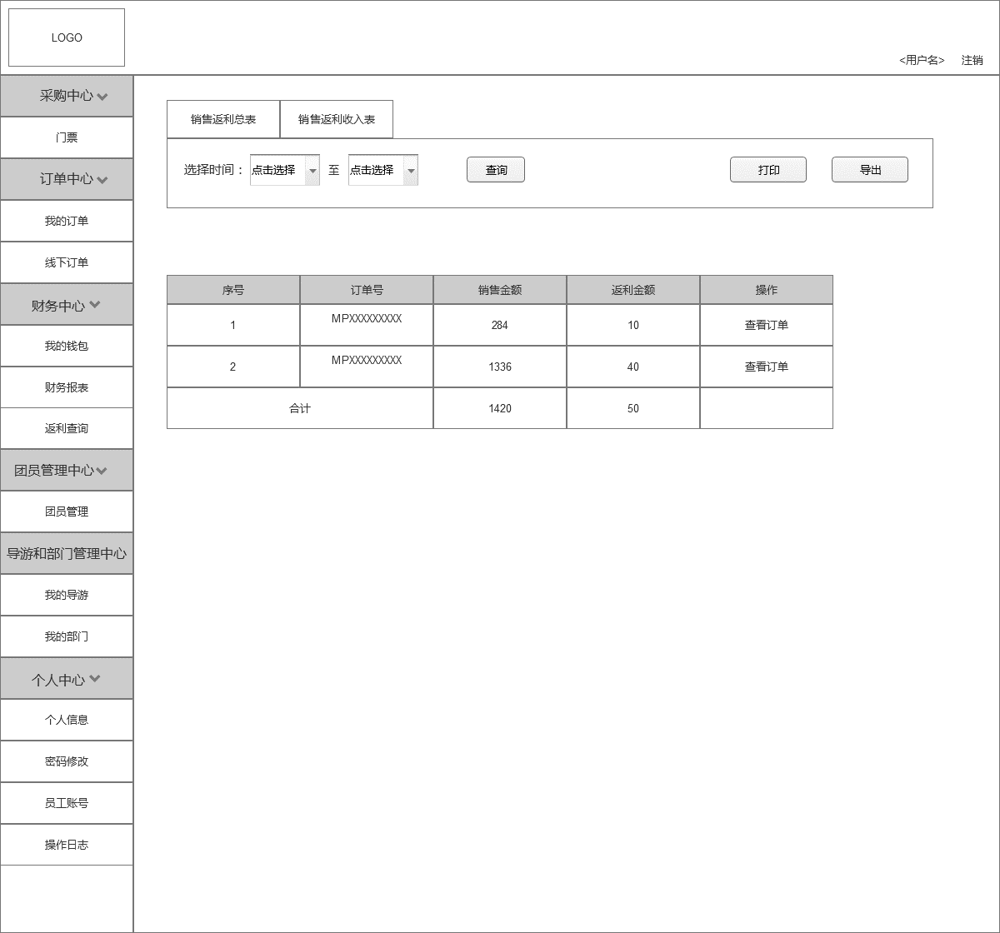 LOGO
<用户名> 注销
采购中心
门票
订单中心
我的订单
线下订单
财务中心
我的钱包
财务报表
返利查询
团员管理中心
团员管理
导游和部门管理中心
我的导游
我的部门
个人中心
个人信息
密码修改
员工账号
操作日志
销售返利总表 销售返利收入表
选择时间： 点击选择 至 点击选择 查询 打印 导出
序号 订单号 销售金额 返利金额 操作
1 MPXXXXXXXXX 284 10 查看订单
2 MPXXXXXXXXX 1336 40 查看订单
合计 1420 50